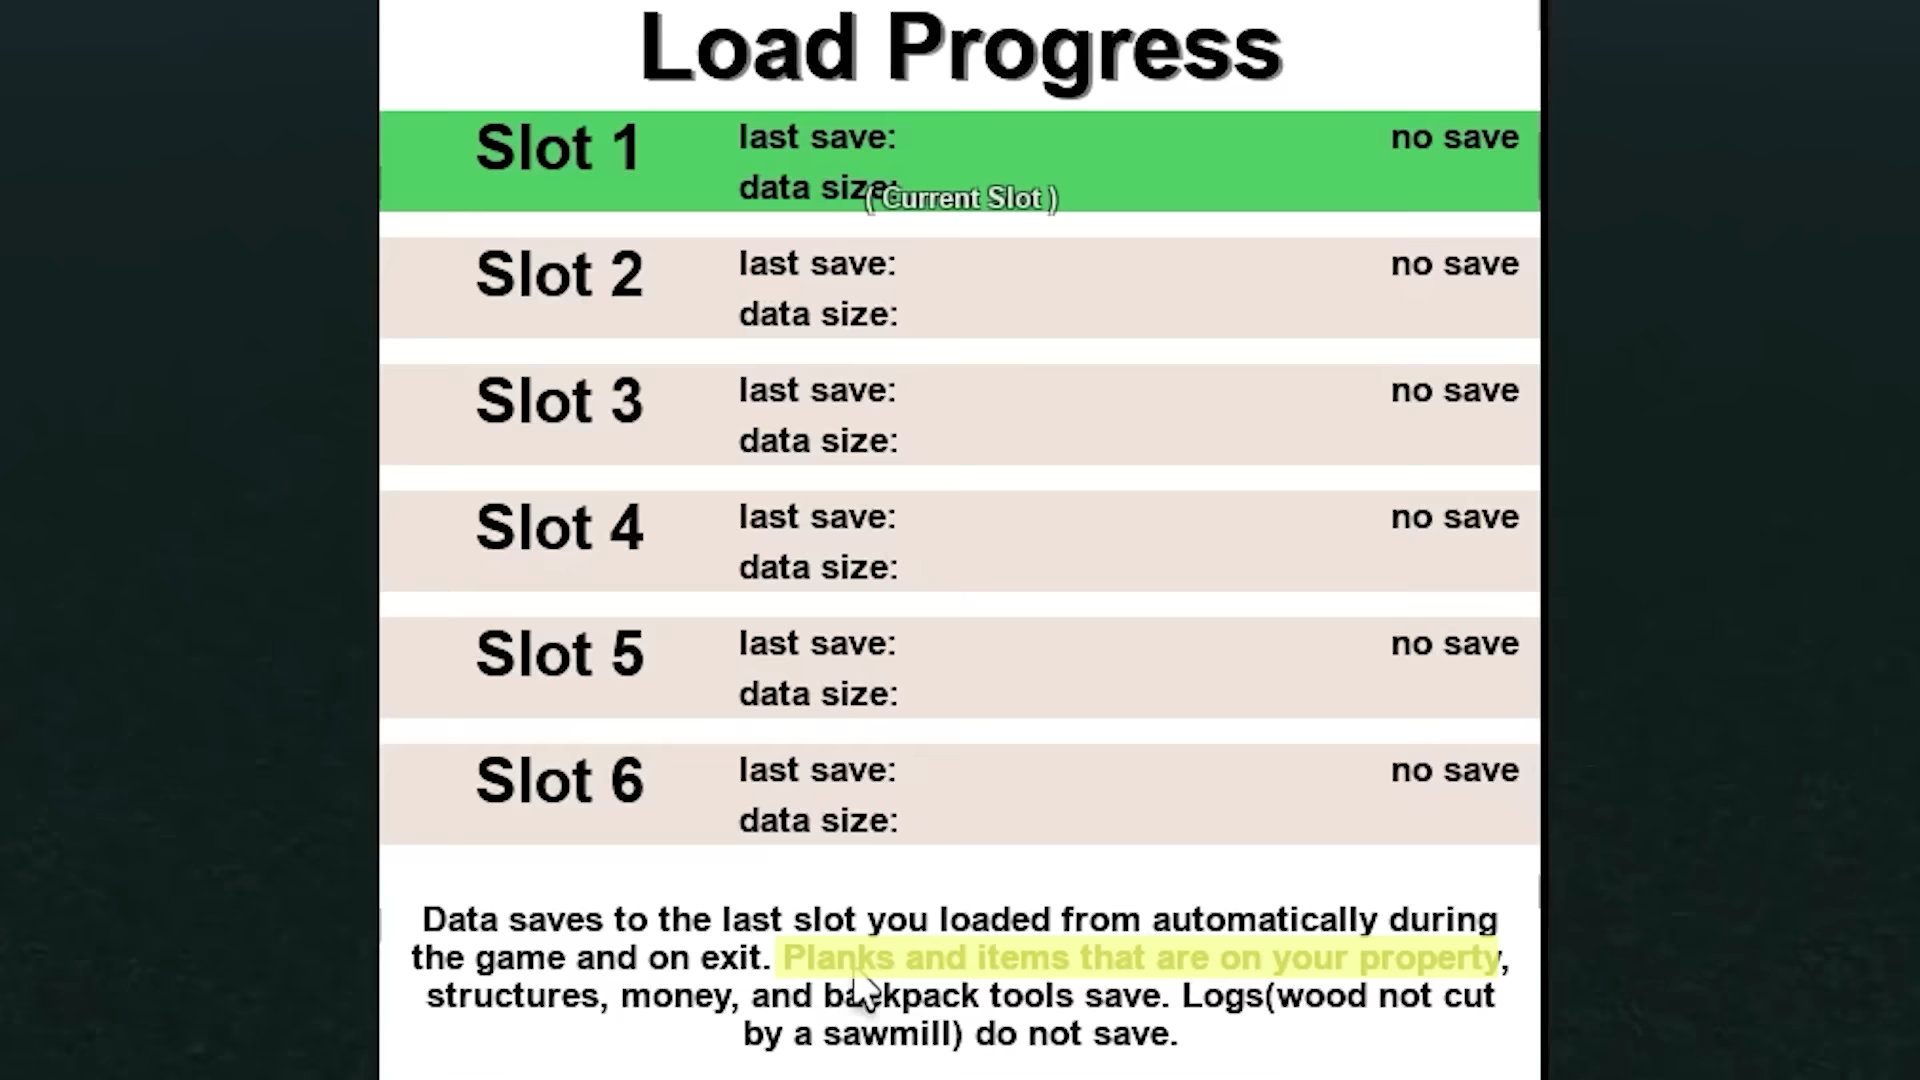 Load Progress
Slot 1
last save:
no save
data size:
( Current Slot )
Slot 2
last save:
no save
data size:
Slot 3
last save:
no save
data size:
Slot 4
last save:
no save
data size:
Slot 5
last save:
no save
data size:
Slot 6
last save:
no save
data size:
Data saves to the last slot you loaded from automatically during
the game and on exit. Planks and items that are on your property,
structures, money, and backpack tools save. Logs(wood not cut
by a sawmill) do not save.